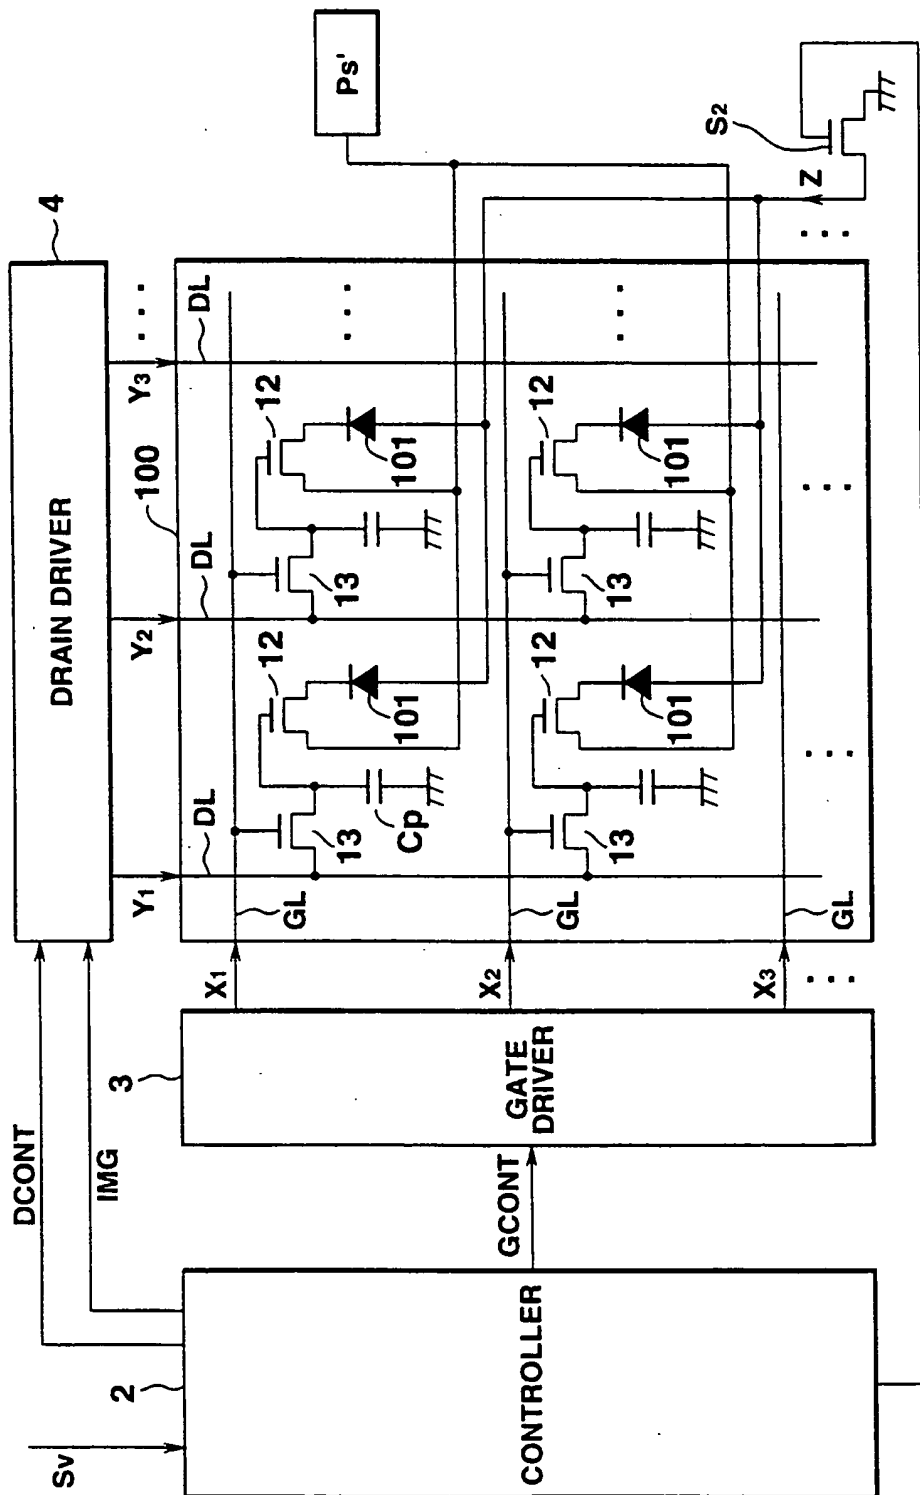 Sv
2
CONTROLLER
DCONT
IMG
GCONT
3
GATE
DRIVER
DRAIN DRIVER
4
X1
X2
X3
Y1
Y2
Y3
100
DL
DL
DL
GL
GL
GL
13
12
Cp
101
13
12
101
13
12
101
13
12
101
Ps'
S2
Z